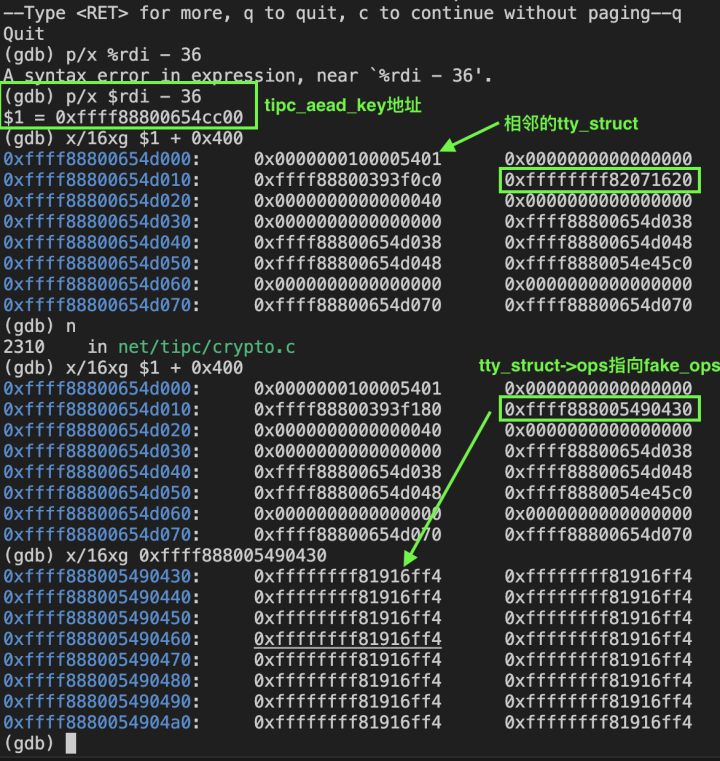 --Type <RET> for more, q to quit, c to continue without paging--q
Quit
(gdb) p/x %rdi - 36
A syntax error in expression, near `%rdi - 36'.
(gdb) p/x $rdi - 36
$1 = 0xffff88800654cc00
tipc_aead_key地址
(gdb) x/16xg $1 + 0x400
相邻的tty_struct
0xffff88800654d000: 0x0000000100005401 0x0000000000000000
0xffff88800654d010: 0xffff88800393f0c0 0xffffffff82071620
0xffff88800654d020: 0x0000000000000040 0x0000000000000000
0xffff88800654d030: 0x0000000000000000 0xffff88800654d038
0xffff88800654d040: 0xffff88800654d038 0xffff88800654d048
0xffff88800654d050: 0xffff88800654d048 0xffff8880054e45c0
0xffff88800654d060: 0x0000000000000000 0x0000000000000000
0xffff88800654d070: 0xffff88800654d070 0xffff88800654d070
(gdb) n
2310 in net/tipc/crypto.c
(gdb) x/16xg $1 + 0x400
tty_struct->ops指向fake_ops
0xffff88800654d000: 0x0000000100005401 0x0000000000000000
0xffff88800654d010: 0xffff88800393f180 0xffff888005490430
0xffff88800654d020: 0x0000000000000040 0x0000000000000000
0xffff88800654d030: 0x0000000000000000 0xffff88800654d038
0xffff88800654d040: 0xffff88800654d038 0xffff88800654d048
0xffff88800654d050: 0xffff88800654d048 0xffff8880054e45c0
0xffff88800654d060: 0x0000000000000000 0x0000000000000000
0xffff88800654d070: 0xffff88800654d070 0xffff88800654d070
(gdb) x/16xg 0xffff888005490430
0xffff888005490430: 0xffffffff81916ff4 0xffffffff81916ff4
0xffff888005490440: 0xffffffff81916ff4 0xffffffff81916ff4
0xffff888005490450: 0xffffffff81916ff4 0xffffffff81916ff4
0xffff888005490460: 0xffffffff81916ff4 0xffffffff81916ff4
0xffff888005490470: 0xffffffff81916ff4 0xffffffff81916ff4
0xffff888005490480: 0xffffffff81916ff4 0xffffffff81916ff4
0xffff888005490490: 0xffffffff81916ff4 0xffffffff81916ff4
0xffff8880054904a0: 0xffffffff81916ff4 0xffffffff81916ff4
(gdb)